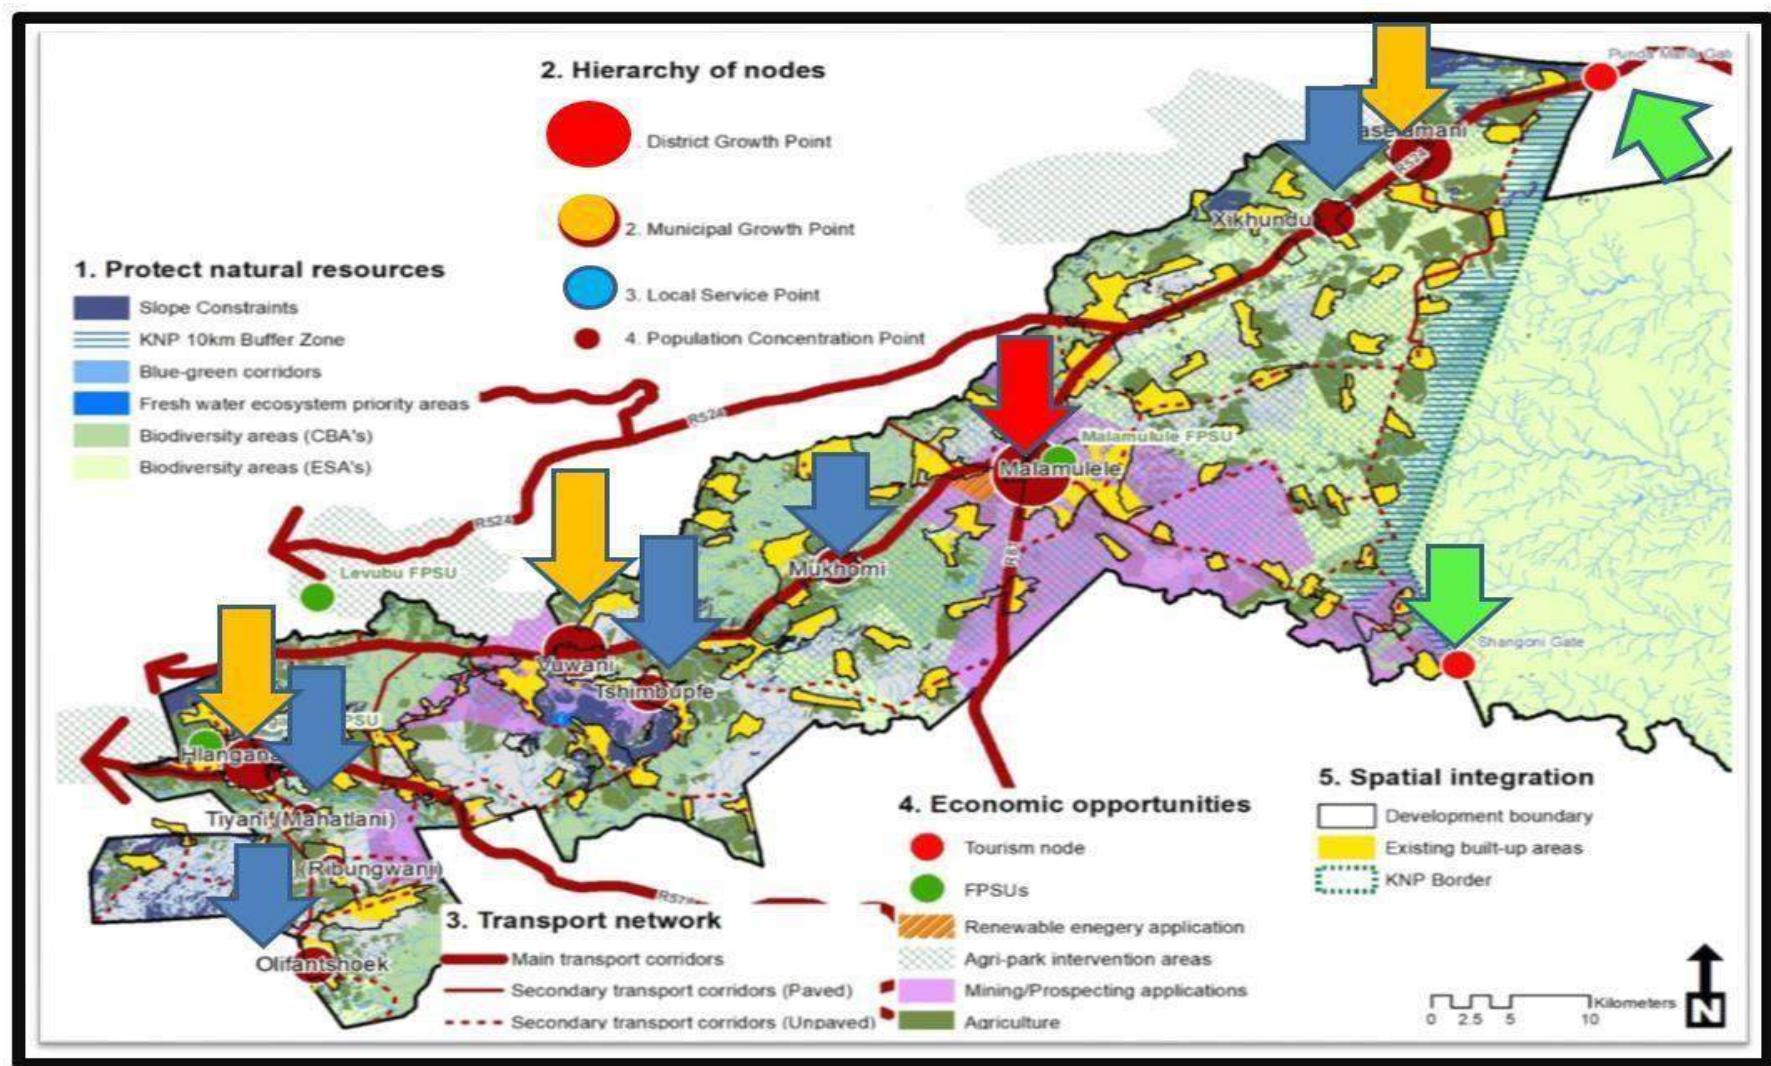 2. Hierarchy of nodes
. District Growth Point
2. Municipal Growth Point
3. Local Service Point
4. Population Concentration Point
1. Protect natural resources
Slope Constraints
KNP 10km Buffer Zone
Blue-green corridors
Fresh water ecosystem priority areas
Biodiversity areas (CBA's)
Biodiversity areas (ESA's)
Punda Maria Gate
R524
Xikhundu
R524
Malamulule FPSU
Malamulele
R524
Levubu FPSU
Mukhomi
R81
Vuwani
Tshimbupfe
Shangoni Gate
PSU
Hlangana
Tiyani (Mahatlani)
(Ribungwani)
Olifantshoek
3. Transport network
Main transport corridors
Secondary transport corridors (Paved)
Secondary transport corridors (Unpaved)
4. Economic opportunities
Tourism node
FPSUs
Renewable enegery application
Agri-park intervention areas
Mining/Prospecting applications
Agriculture
5. Spatial integration
Development boundary
Existing built-up areas
KNP Border
Kilometers
0 2.5 5 10
N